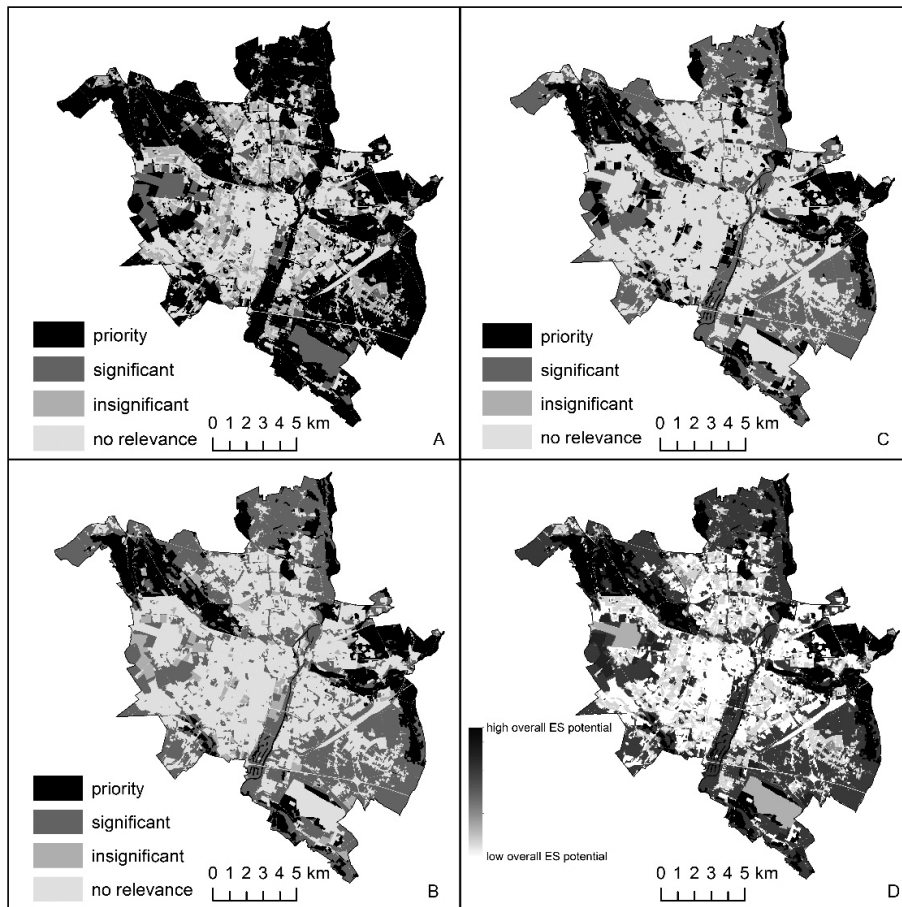 priority
significant
insignificant
no relevance
0 1 2 3 4 5 km
A
priority
significant
insignificant
no relevance
0 1 2 3 4 5 km
C
priority
significant
insignificant
no relevance
0 1 2 3 4 5 km
B
high overall ES potential
low overall ES potential
0 1 2 3 4 5 km
D